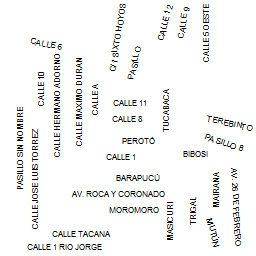 C/1 SIXTO HOYOS
CALLE 12
CALLE 9
CALLE 5 OESTE
CALLE 6
PASILLO
CALLE 10
CALLE HERMANO ADORNO
CALLE MAXIMO DURAN
CALLE A
CALLE 11
TUCABACA
CALLE 8
TEREBINTO
PASILLO SIN NOMBRE
CALLE JOSE LUIS TORREZ
PEROTÓ
PASILLO 8
CALLE 1
BIBOSI
BARAPUCÚ
AV. ROCA Y CORONADO
MOROMORO
MASICURI
TRIGAL
MAIRANA
AV. 26 DE FEBRERO
MUTÚN
CALLE TACANA
CALLE 1 RIO JORGE